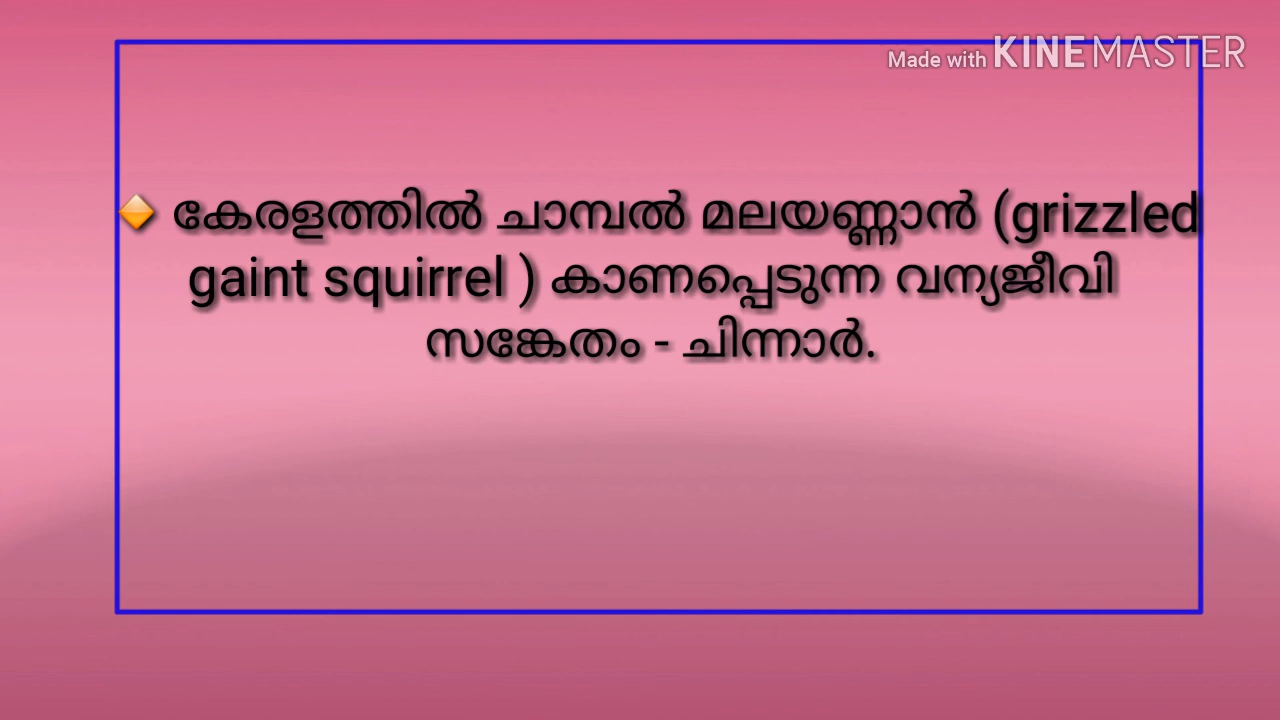 Made with KINEMASTER
🔶 കേരളത്തിൽ ചാമ്പൽ മലയണ്ണാൻ (grizzled
gaint squirrel ) കാണപ്പെടുന്ന വന്യജീവി
സങ്കേതം - ചിന്നാർ.